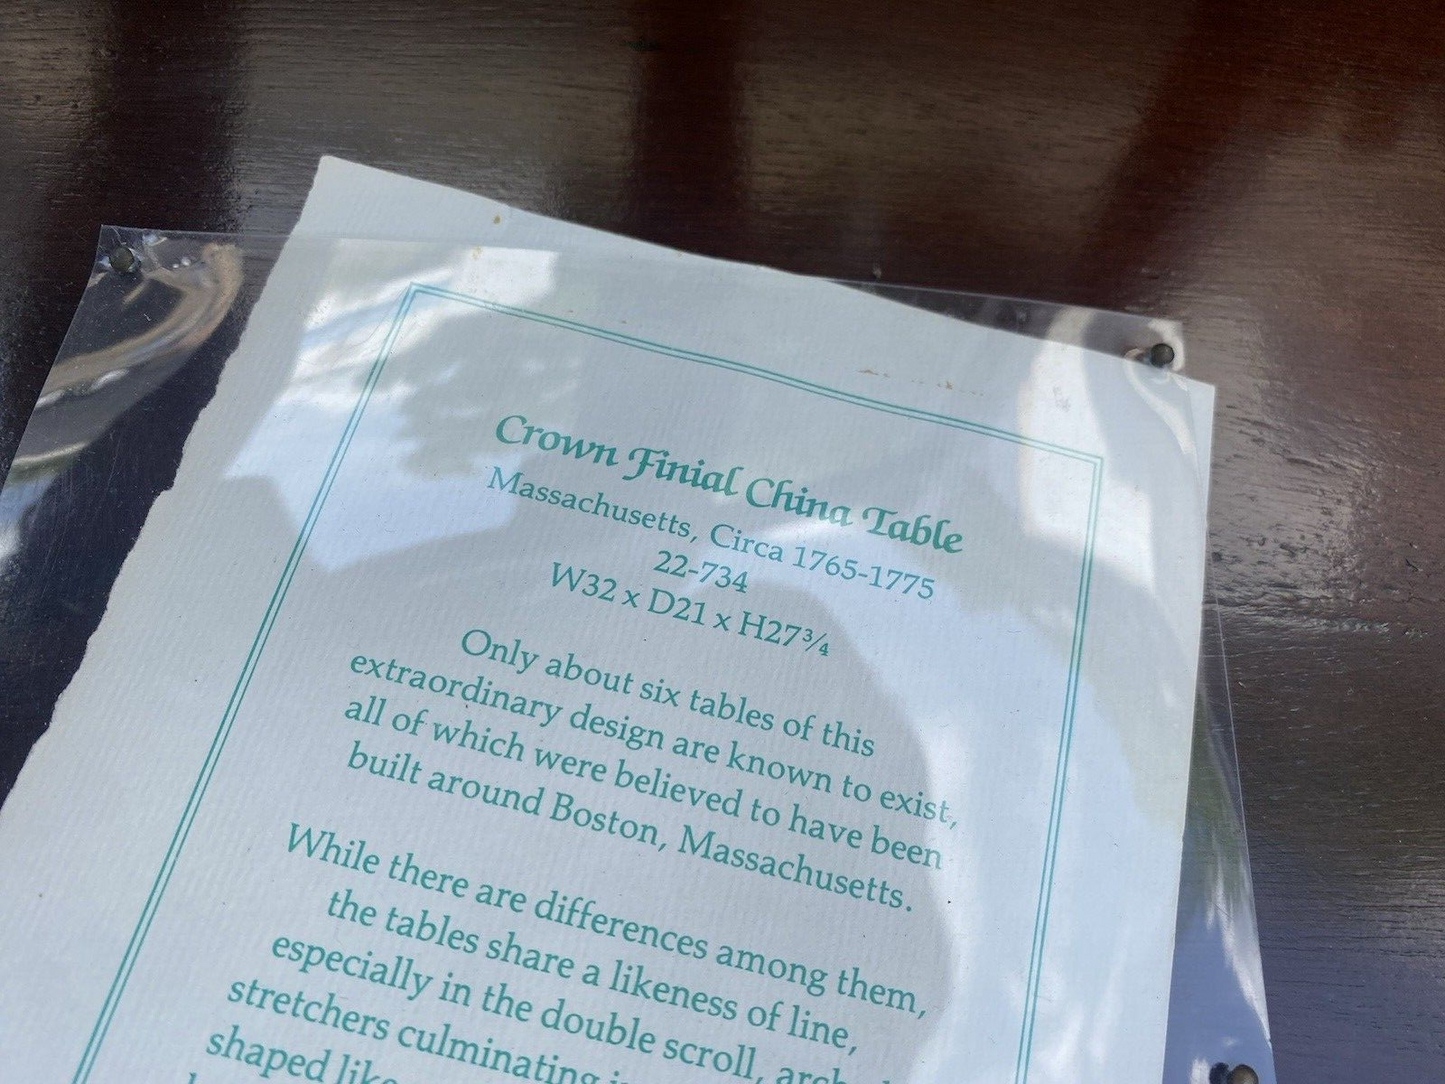 Crown Finial China Table
Massachusetts, Circa 1765-1775
22-734
W32 x D21 x H27¾
Only about six tables of this
extraordinary design are known to exist,
all of which were believed to have been
built around Boston, Massachusetts.
While there are differences among them,
the tables share a likeness of line,
especially in the double scroll,
stretchers culminating
shaped like